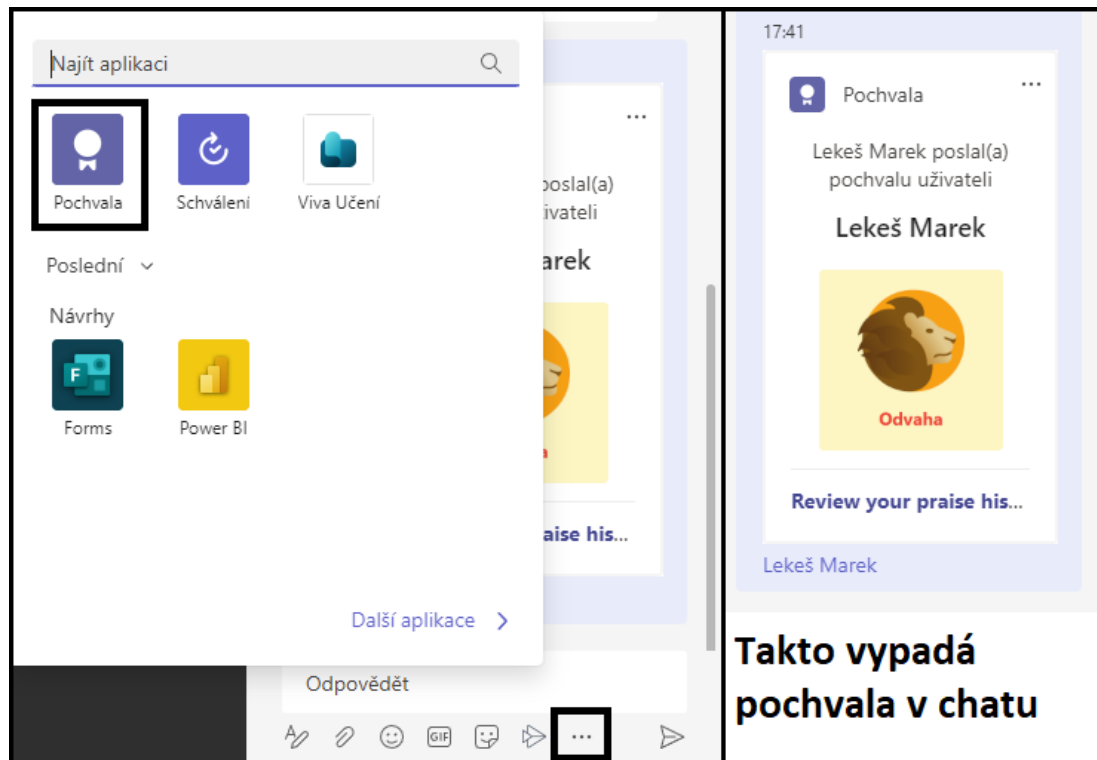 Najít aplikaci
Pochvala
Schválení
Viva Učení
Poslední
Návrhy
F
Forms
Power BI
Další aplikace
poslal(a)
ivateli
arek
a
aise his...
Odpovědět
GIF
17:41
Pochvala
Lekeš Marek poslal(a)
pochvalu uživateli
Lekeš Marek
Odvaha
Review your praise his...
Lekeš Marek
Takto vypadá
pochvala v chatu